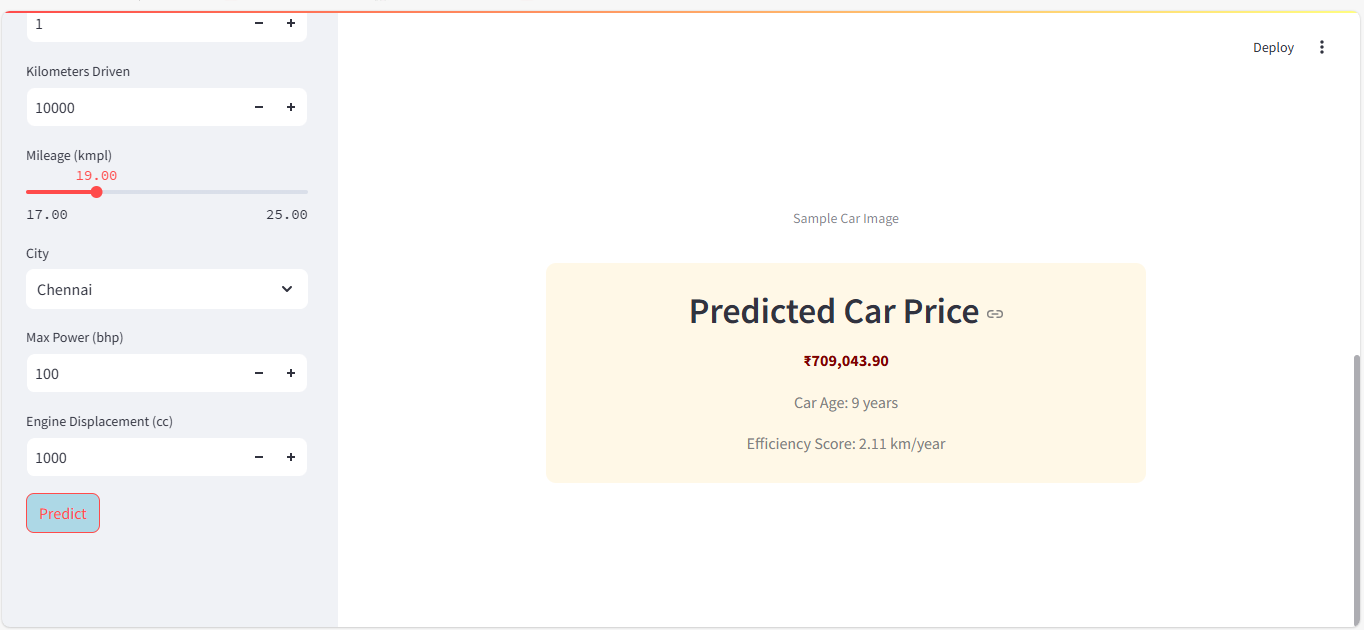 1
Kilometers Driven
10000
Mileage (kmpl)
19.00
17.00 25.00
City
Chennai
Max Power (bhp)
100
Engine Displacement (cc)
1000
Predict
Deploy
Sample Car Image
Predicted Car Price
₹709,043.90
Car Age: 9 years
Efficiency Score: 2.11 km/year